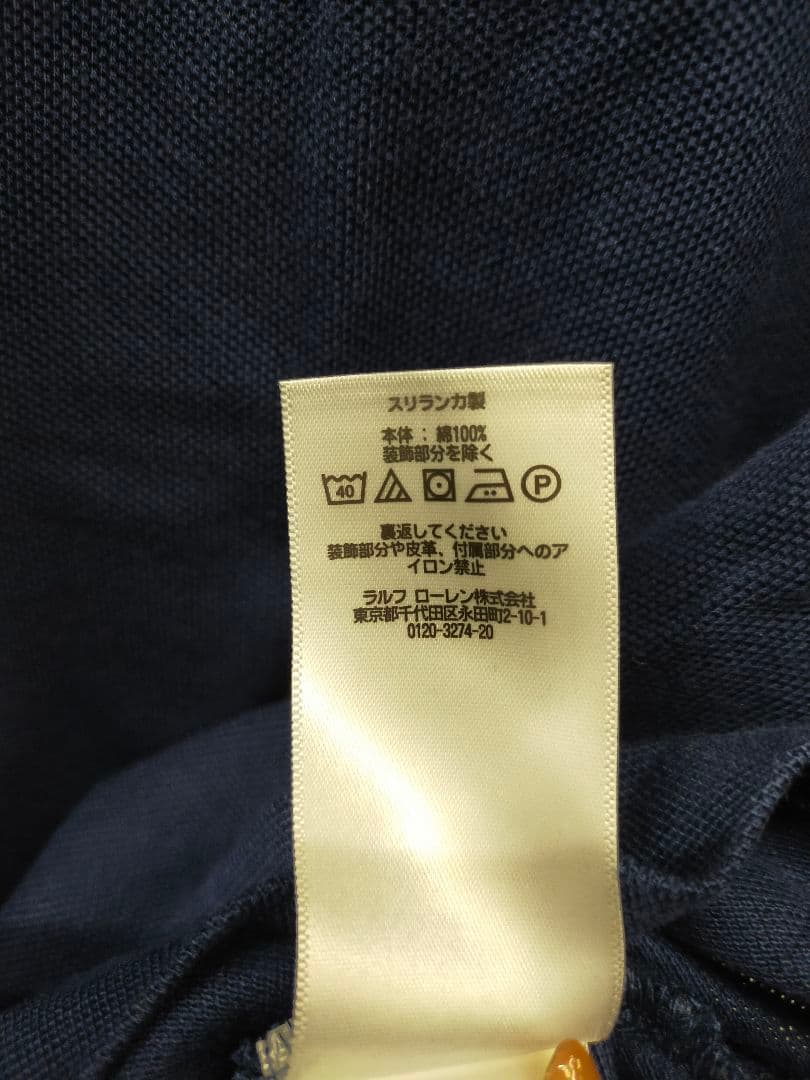 スリランカ製
本体 : 綿100%
装飾部分を除く
40 P
裏返してください
装飾部分や皮革、付属部分へのア
イロン禁止
ラルフ ローレン株式会社
東京都千代田区永田町2-10-1
0120-3274-20